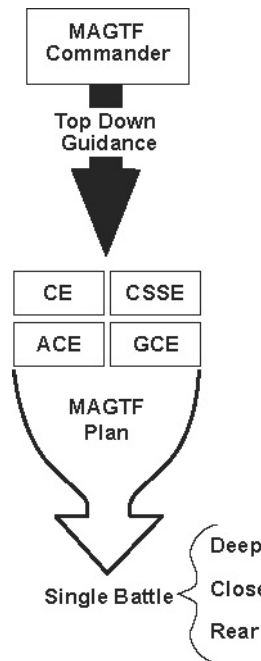 MAGTF
Commander
Top Down
Guidance
CE
CSSE
ACE
GCE
MAGTF
Plan
Single Battle
Deep
Close
Rear